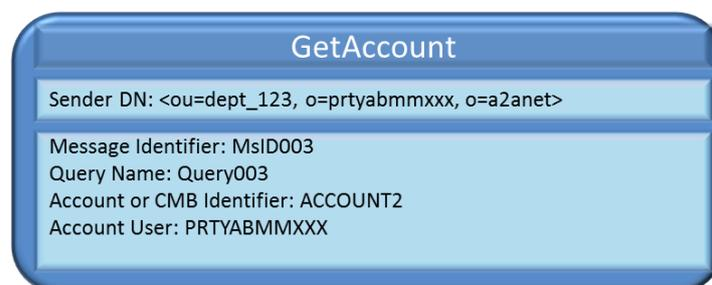 GetAccount
Sender DN: <ou=dept_123, o=prtyabmmxxx, o=a2anet>
Message Identifier: MsID003
Query Name: Query003
Account or CMB Identifier: ACCOUNT2
Account User: PRTYABMMXXX